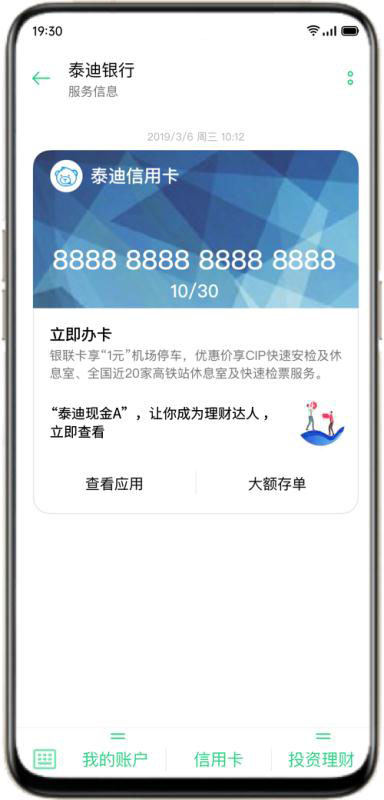 19:30
泰迪银行
服务信息
2019/3/6 周三 10:12
泰迪信用卡
8888 8888 8888 8888
10/30
立即办卡
银联卡享“1元”机场停车，优惠价享CIP快速安检及休
息室、全国近20家高铁站休息室及快速检票服务。
“泰迪现金A”，让你成为理财达人，
立即查看
查看应用
大额存单
我的账户
信用卡
投资理财